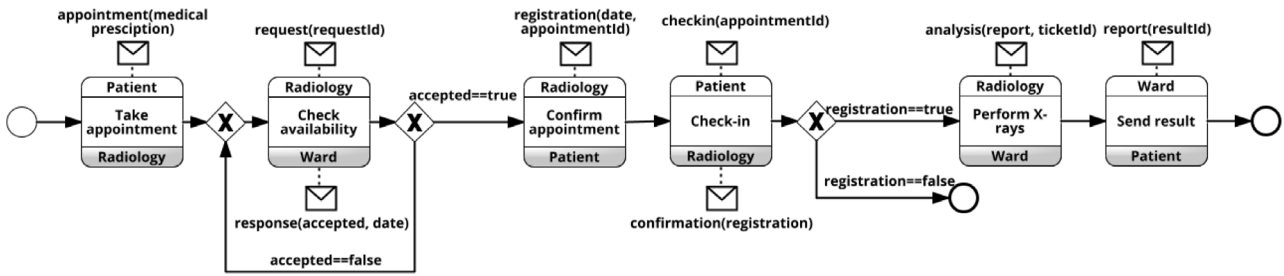 appointment(medical
presciption)
Patient
Take
appointment
Radiology
X
request(requestId)
Radiology
Check
availability
Ward
response(accepted, date)
X
accepted==true
accepted==false
registration(date,
appointmentId)
Radiology
Confirm
appointment
Patient
checkin(appointmentId)
Patient
Check-in
Radiology
confirmation(registration)
X
registration==true
registration==false
analysis(report, ticketId)
Radiology
Perform X-
rays
Ward
report(resultId)
Ward
Send result
Patient